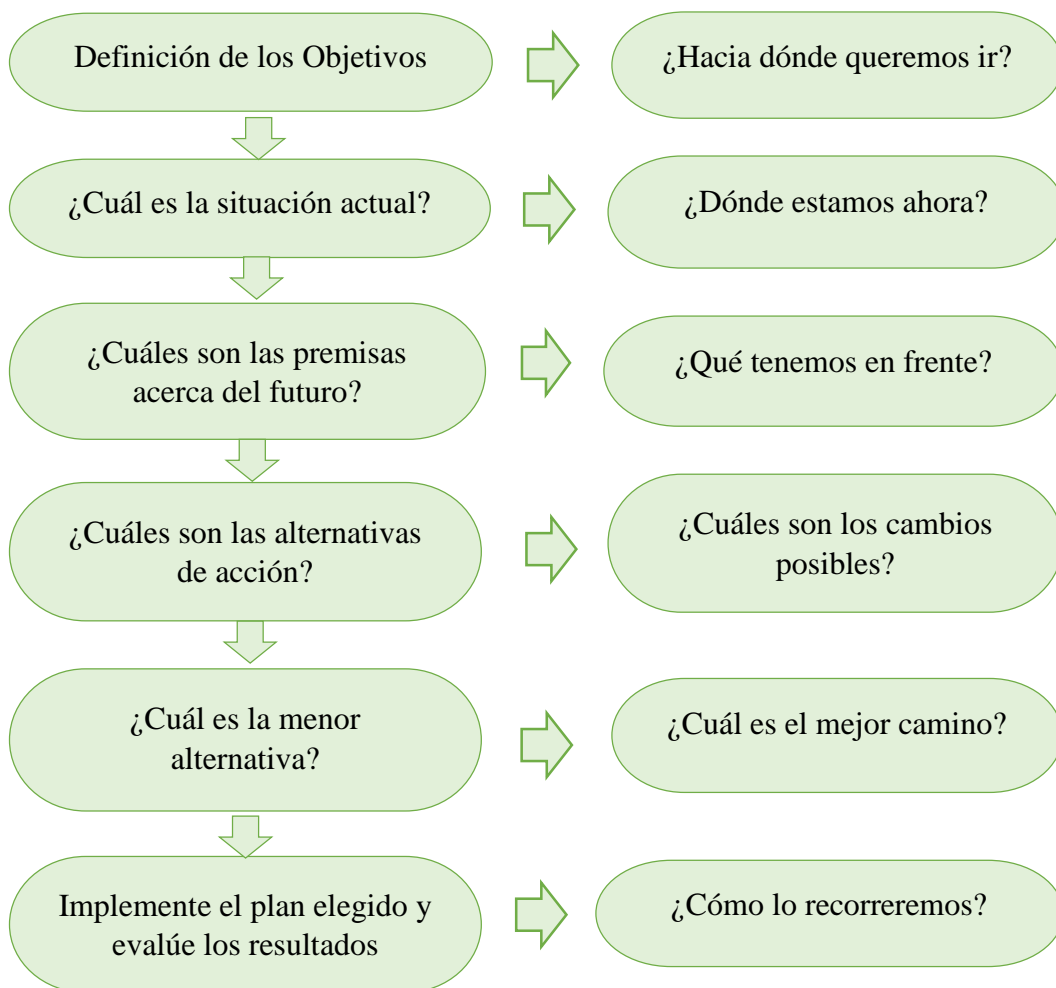 Definición de los Objetivos
¿Hacia dónde queremos ir?
¿Cuál es la situación actual?
¿Dónde estamos ahora?
¿Cuáles son las premisas
acerca del futuro?
¿Qué tenemos en frente?
¿Cuáles son las alternativas
de acción?
¿Cuáles son los cambios
posibles?
¿Cuál es la menor
alternativa?
¿Cuál es el mejor camino?
Implemente el plan elegido y
evalúe los resultados
¿Cómo lo recorreremos?